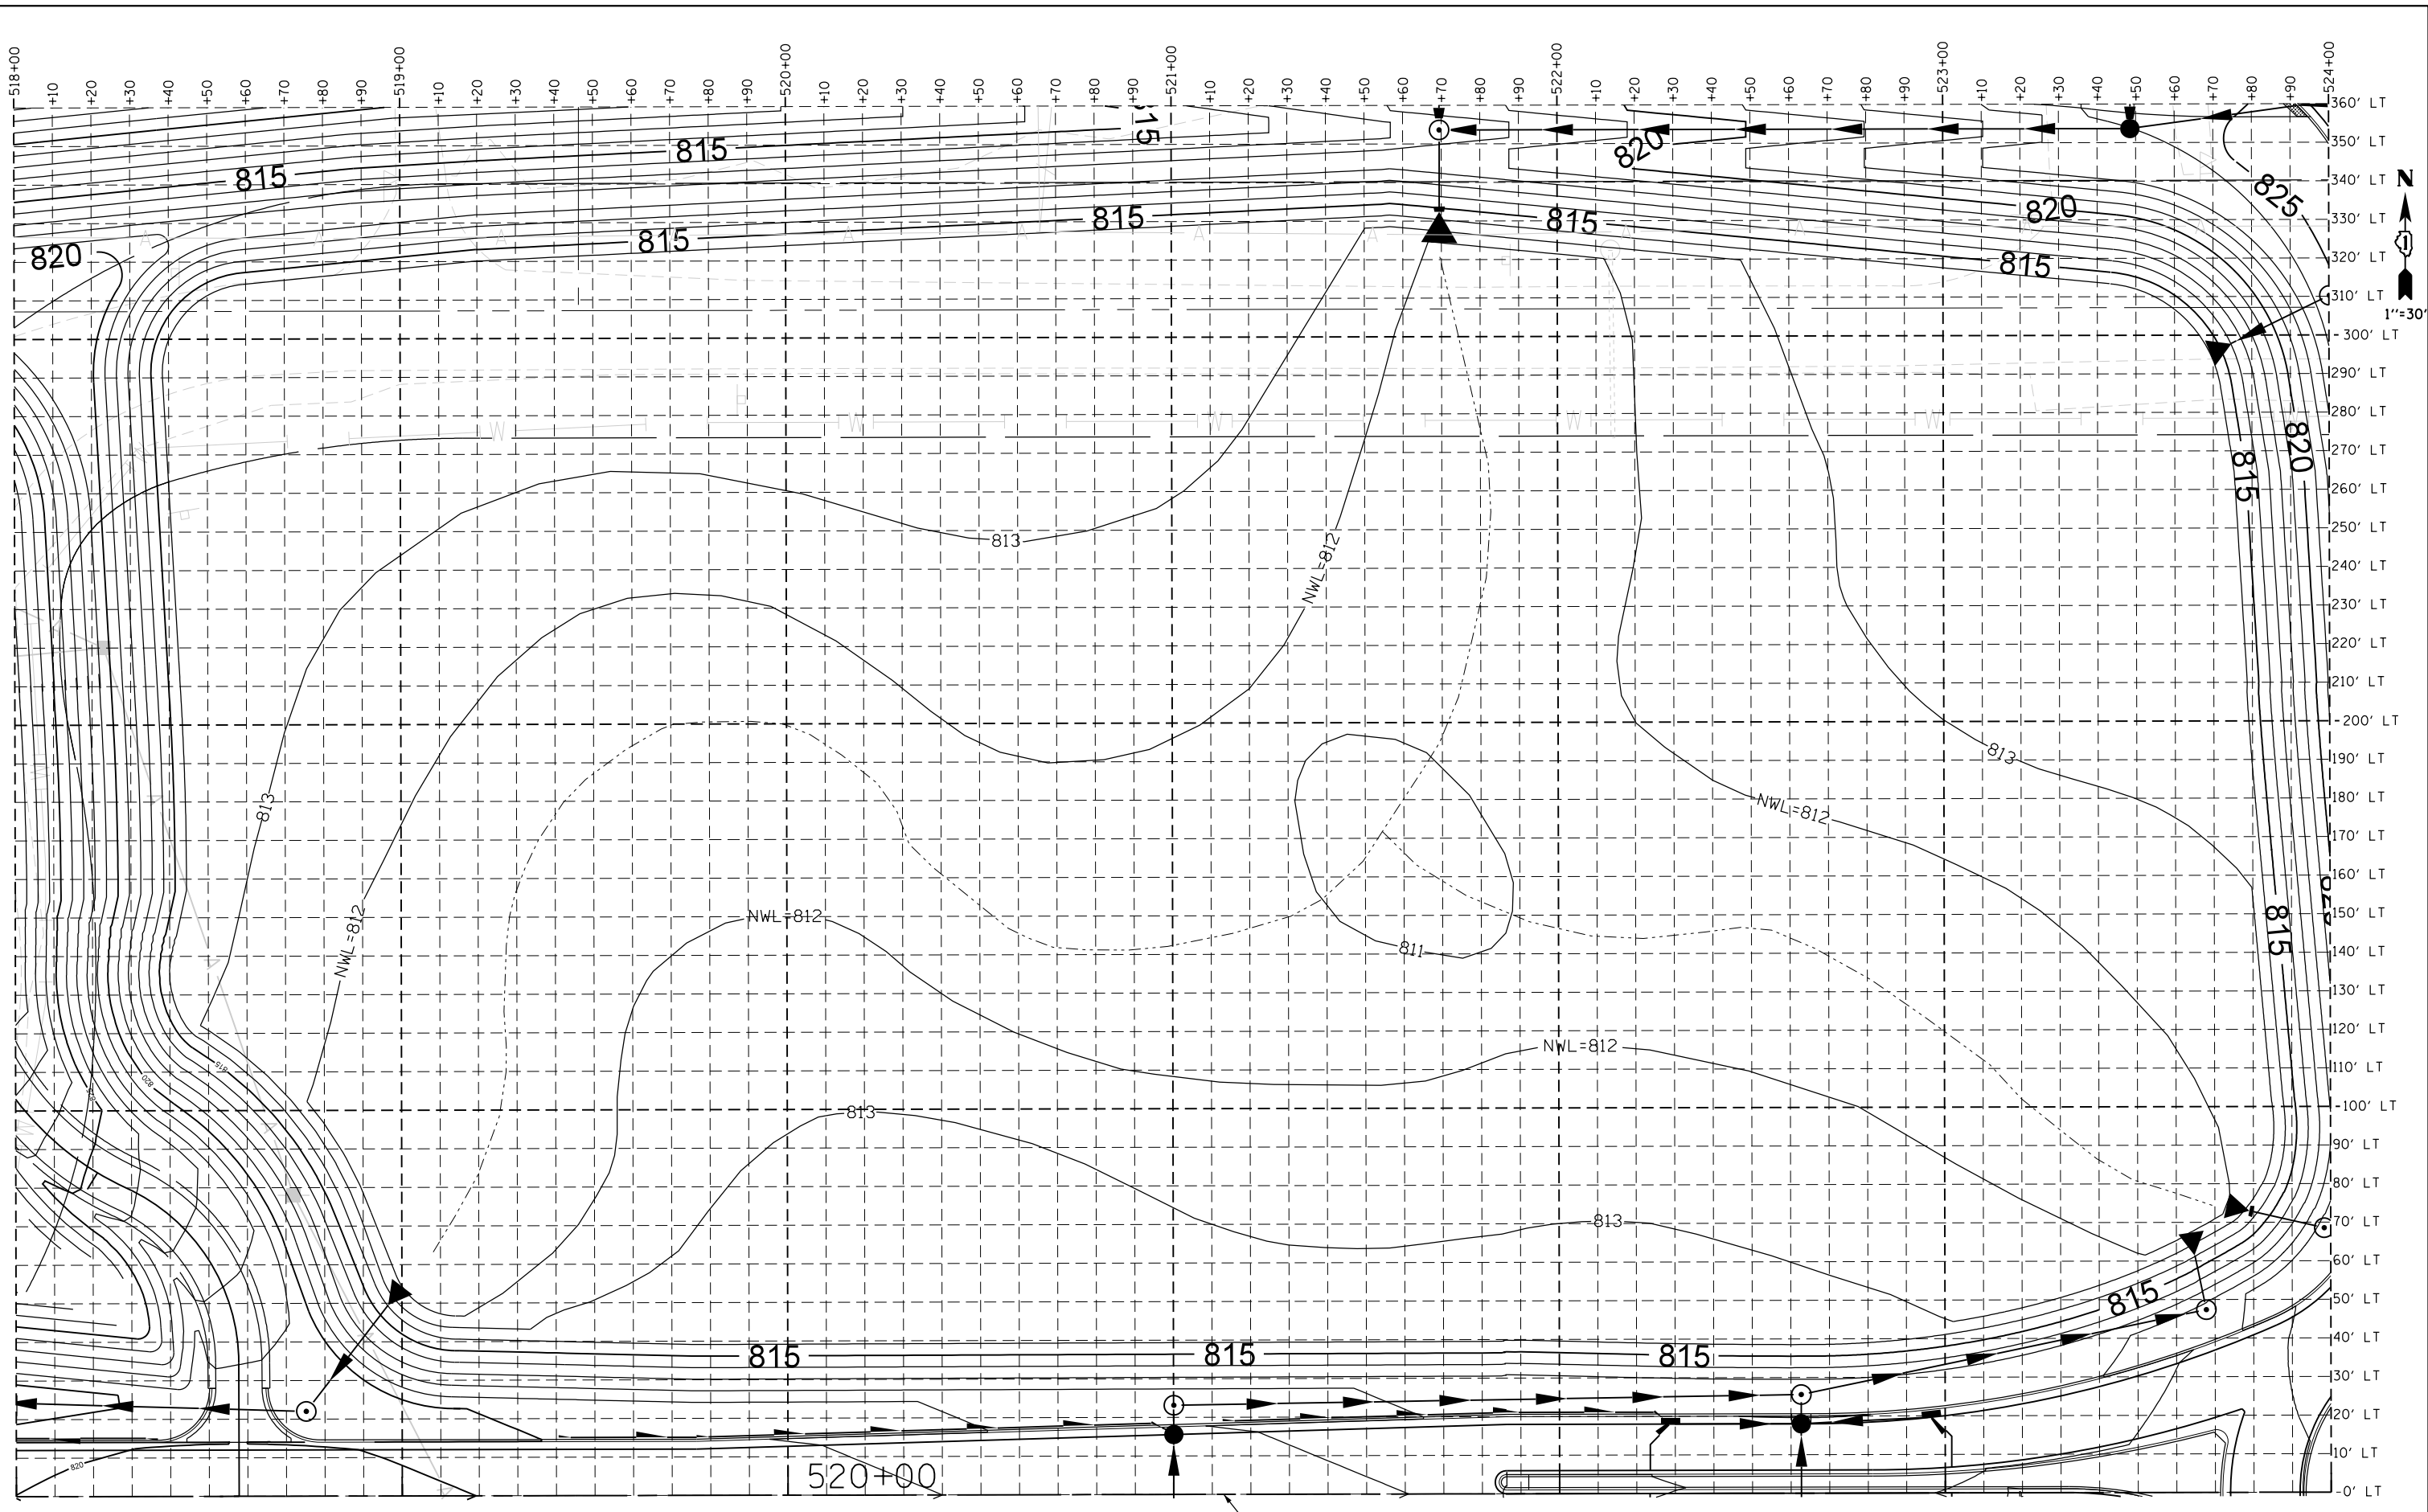 518+00 +10 +20 +30 +40 +50 +60 +70 +80 +90 519+00 +10 +20 +30 +40 +50 +60 +70 +80 +90 520+00 +10 +20 +30 +40 +50 +60 +70 +80 +90 521+00 +10 +20 +30 +40 +50 +60 +70 +80 +90 522+00 +10 +20 +30 +40 +50 +60 +70 +80 +90 523+00 +10 +20 +30 +40 +50 +60 +70 +80 +90 524+00
360' LT
815
350' LT
815 820
N
815 340' LT
825
820
815 815 330' LT
815
820 815 320' LT
1
310' LT
1"=30'
300' LT
290' LT
280' LT
W W W W W
820
270' LT
815
260' LT
250' LT
813
NWL=812
240' LT
230' LT
220' LT
210' LT
200' LT
813 190' LT
180' LT
813 NWL=812
170' LT
160' LT
NWL=812 NWL=812 815 150' LT
811 140' LT
130' LT
120' LT
NWL=812
815 110' LT
820
813 100' LT
90' LT
80' LT
813 70' LT
60' LT
815 50' LT
40' LT
815 815 815
30' LT
20' LT
10' LT
820 520+00
0' LT